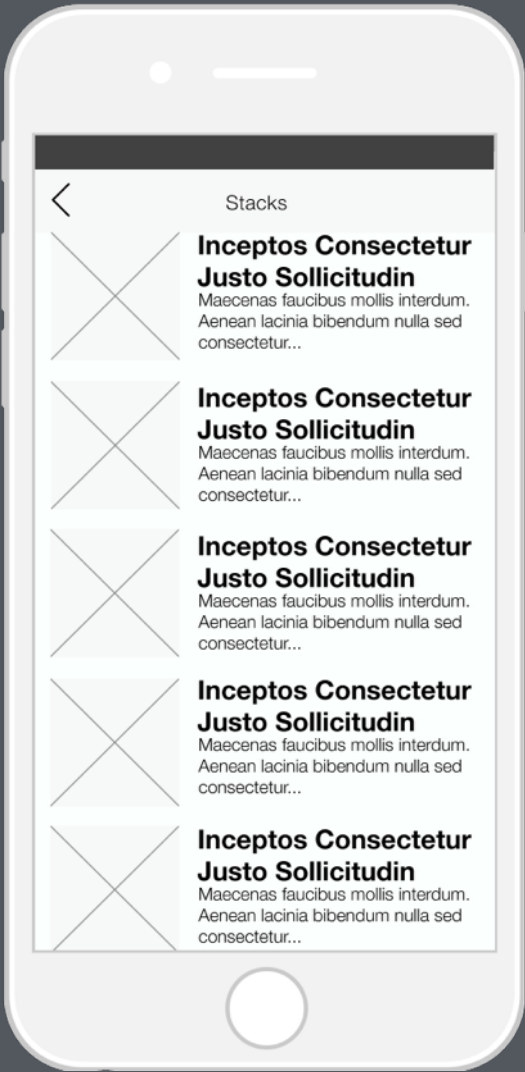 Stacks
Inceptos Consectetur
Justo Sollicitudin
Maecenas faucibus mollis interdum.
Aenean lacinia bibendum nulla sed
consectetur...
Inceptos Consectetur
Justo Sollicitudin
Maecenas faucibus mollis interdum.
Aenean lacinia bibendum nulla sed
consectetur...
Inceptos Consectetur
Justo Sollicitudin
Maecenas faucibus mollis interdum.
Aenean lacinia bibendum nulla sed
consectetur...
Inceptos Consectetur
Justo Sollicitudin
Maecenas faucibus mollis interdum.
Aenean lacinia bibendum nulla sed
consectetur...
Inceptos Consectetur
Justo Sollicitudin
Maecenas faucibus mollis interdum.
Aenean lacinia bibendum nulla sed
consectetur...